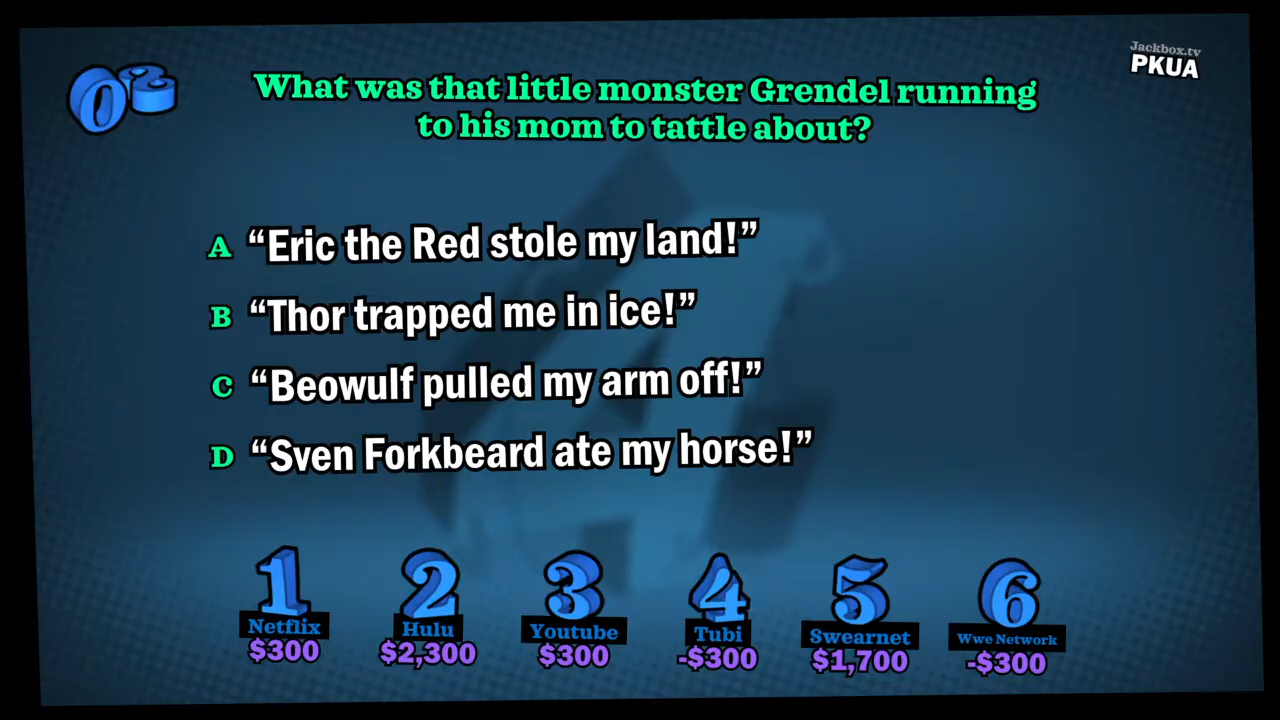 Jackbox.tv
PKUA
02
What was that little monster Grendel running
to his mom to tattle about?
A “Eric the Red stole my land!”
B “Thor trapped me in ice!”
C “Beowulf pulled my arm off!”
D “Sven Forkbeard ate my horse!”
1 2 3 4 5 6
Netflix Hulu Youtube Tubi Swearnet Wwe Network
$300 $2,300 $300 -$300 $1,700 -$300